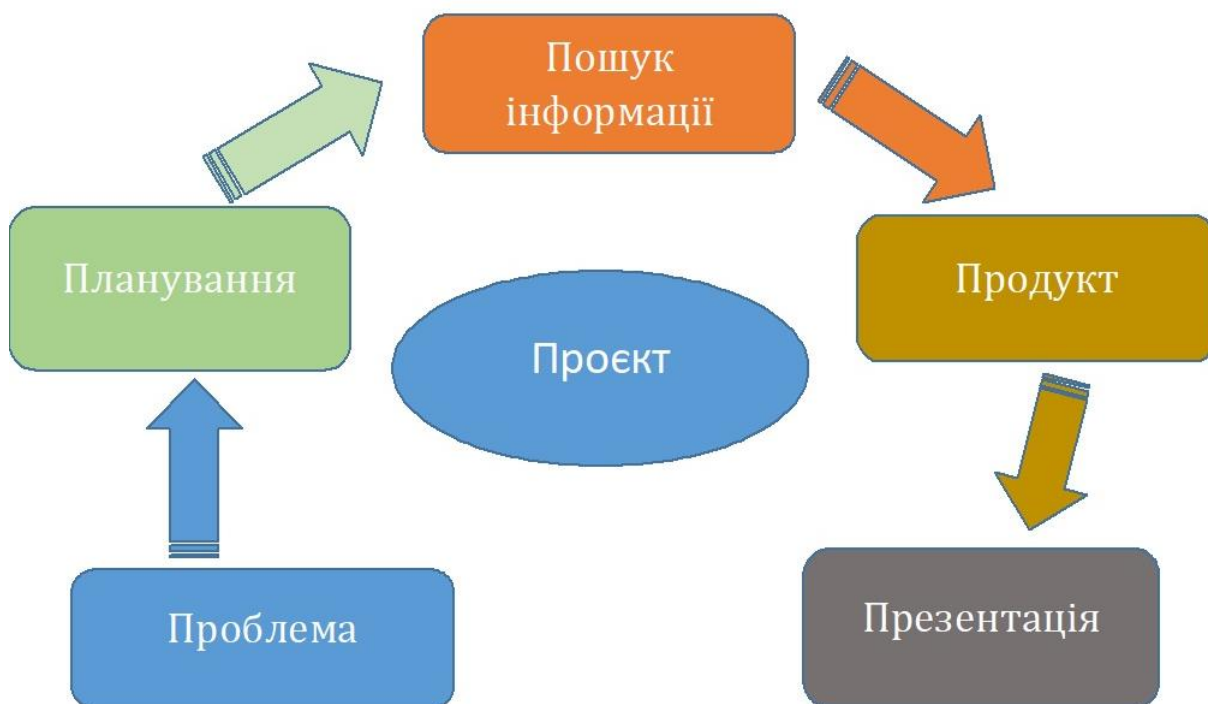 Пошук
інформації
Планування
Продукт
Проєкт
Проблема
Презентація